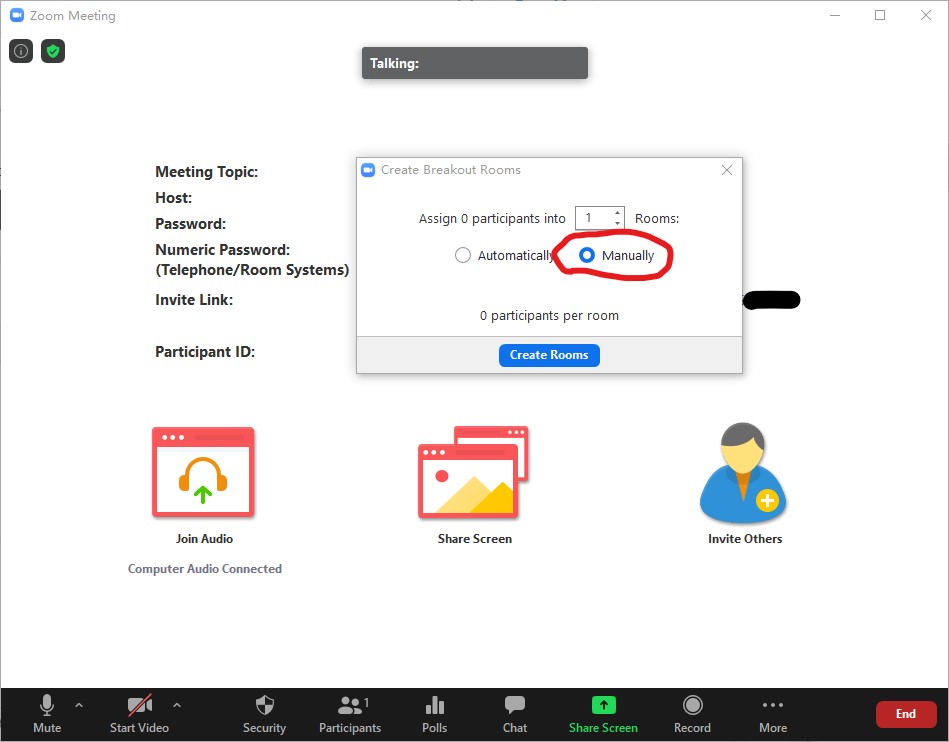 Zoom Meeting
Talking:
Meeting Topic:
Host:
Password:
Numeric Password:
(Telephone/Room Systems)
Invite Link:
Participant ID:
Create Breakout Rooms
Assign 0 participants into 1 Rooms:
Automatically Manually
0 participants per room
Create Rooms
Join Audio
Computer Audio Connected
Share Screen
Invite Others
Mute
Start Video
Security
Participants 1
Polls
Chat
Share Screen
Record
More
End